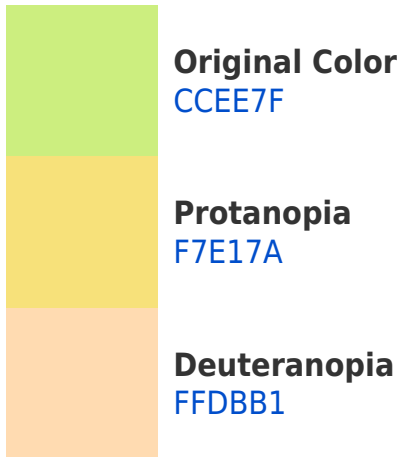 Original Color
CCEE7F
Protanopia
F7E17A
Deuteranopia
FFDBB1